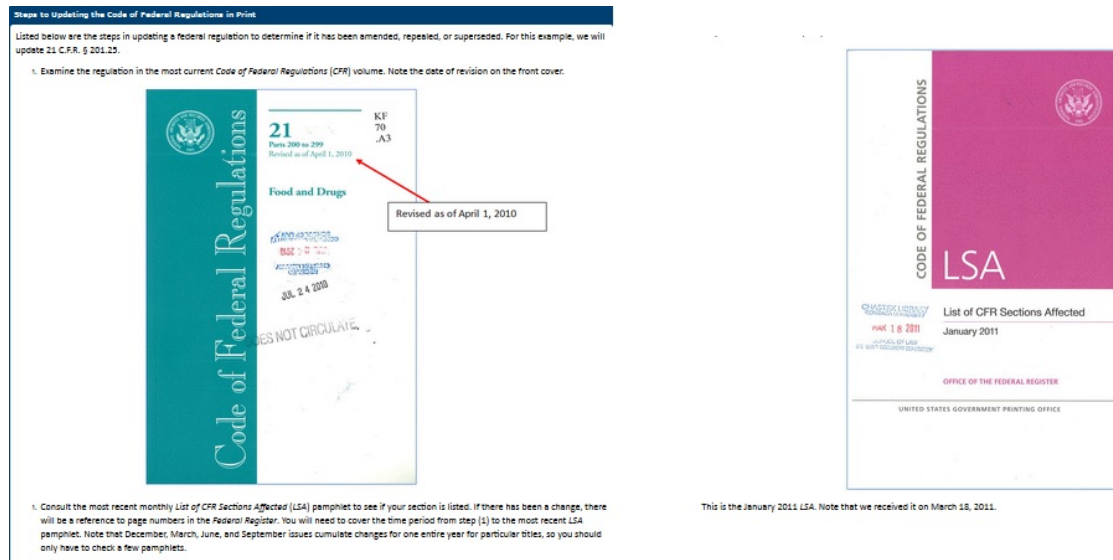 Steps to Updating the Code of Federal Regulations in Print
Listed below are the steps in updating a federal regulation to determine if it has been amended, repealed, or superseded. For this example, we will
update 21 C.F.R. § 201.25.
1. Examine the regulation in the most current Code of Federal Regulations (CFR) volume. Note the date of revision on the front cover.
Code of Federal Regulations
21
Parts 200 to 299
Revised as of April 1, 2010
KF
70
.A3
Food and Drugs
Revised as of April 1, 2010
JUL 24 2010
DOES NOT CIRCULATE
1. Consult the most recent monthly List of CFR Sections Affected (LSA) pamphlet to see if your section is listed. If there has been a change, there
will be a reference to page numbers in the Federal Register. You will need to cover the time period from step (1) to the most recent LSA
pamphlet. Note that December, March, June, and September issues cumulate changes for one entire year for particular titles, so you should
only have to check a few pamphlets.
CODE OF FEDERAL REGULATIONS
LSA
List of CFR Sections Affected
January 2011
MAR 18 2011
OFFICE OF THE FEDERAL REGISTER
UNITED STATES GOVERNMENT PRINTING OFFICE
This is the January 2011 LSA. Note that we received it on March 18, 2011.